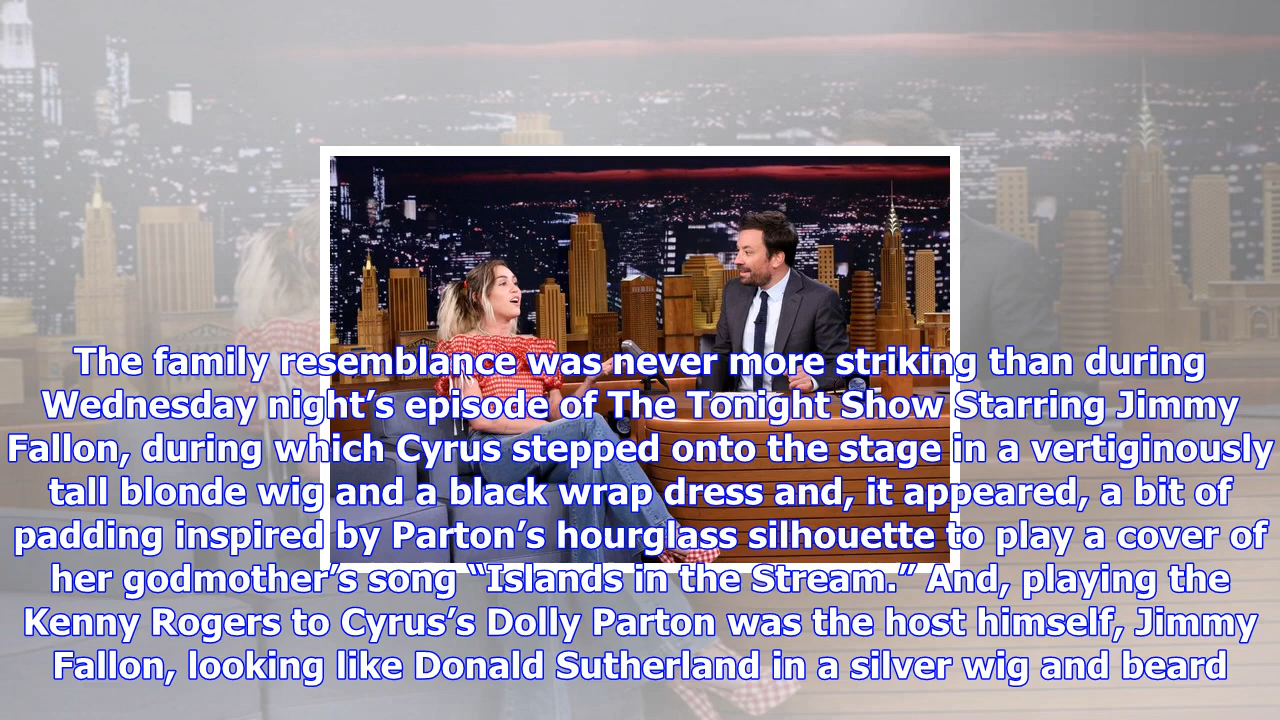 The family resemblance was never more striking than during
Wednesday night’s episode of The Tonight Show Starring Jimmy
Fallon, during which Cyrus stepped onto the stage in a vertiginously
tall blonde wig and a black wrap dress and, it appeared, a bit of
padding inspired by Parton’s hourglass silhouette to play a cover of
her godmother’s song “Islands in the Stream.” And, playing the
Kenny Rogers to Cyrus’s Dolly Parton was the host himself, Jimmy
Fallon, looking like Donald Sutherland in a silver wig and beard